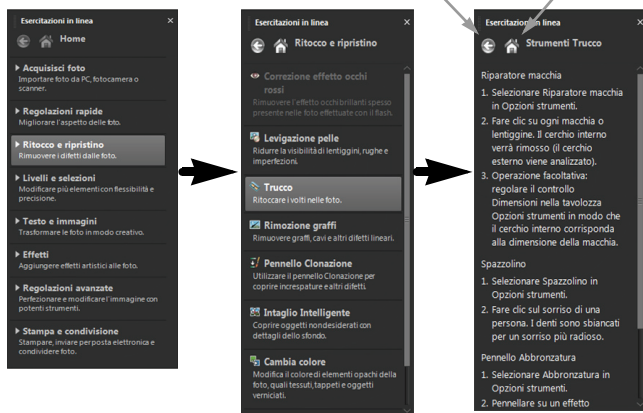 Esercitazioni in linea
Home
Acquisisci foto
Importare foto da PC, fotocamera o
scanner.
Regolazioni rapide
Migliorare l'aspetto delle foto.
Ritocco e ripristino
Rimuovere i difetti dalle foto.
Livelli e selezioni
Modificare più elementi con flessibilità e
precisione.
Testo e immagini
Trasformare le foto in modo creativo.
Effetti
Aggiungere effetti artistici alle foto.
Regolazioni avanzate
Perfezionare e modificare l'immagine con
potenti strumenti.
Stampa e condivisione
Stampare, inviare per posta elettronica e
condividere foto.
Esercitazioni in linea
Ritocco e ripristino
Correzione effetto occhi
rossi
Rimuovere l'effetto occhi brillanti spesso
presente nelle foto effettuate con il flash.
Levigazione pelle
Ridurre la visibilità di lentiggini, rughe e
imperfezioni.
Trucco
Ritoccare i volti nelle foto.
Rimozione graffi
Rimuovere graffi, cavi e altri difetti lineari.
Pennello Clonazione
Utilizzare il pennello Clonazione per
coprire increspature e altri difetti.
Intaglio Intelligente
Coprire oggetti nondesiderati con
dettagli dello sfondo.
Cambia colore
Modifica il colore di elementi opachi della
foto, quali tessuti, tappeti e oggetti
verniciati.
Esercitazioni in linea
Strumenti Trucco
Riparatore macchia
1. Selezionare Riparatore macchia
in Opzioni strumenti.
2. Fare clic su ogni macchia o
lentiggine. Il cerchio interno
verrà rimosso (il cerchio
esterno viene analizzato).
3. Operazione facoltativa:
regolare il controllo
Dimensioni nella tavolozza
Opzioni strumenti in modo che
il cerchio interno corrisponda
alla dimensione della macchia.
Spazzolino
1. Selezionare Spazzolino in
Opzioni strumenti.
2. Fare clic sul sorriso di una
persona. I denti sono sbiancati
per un sorriso più radioso.
Pennello Abbronzatura
1. Selezionare Abbronzatura in
Opzioni strumenti.
2. Pennellare su un effetto